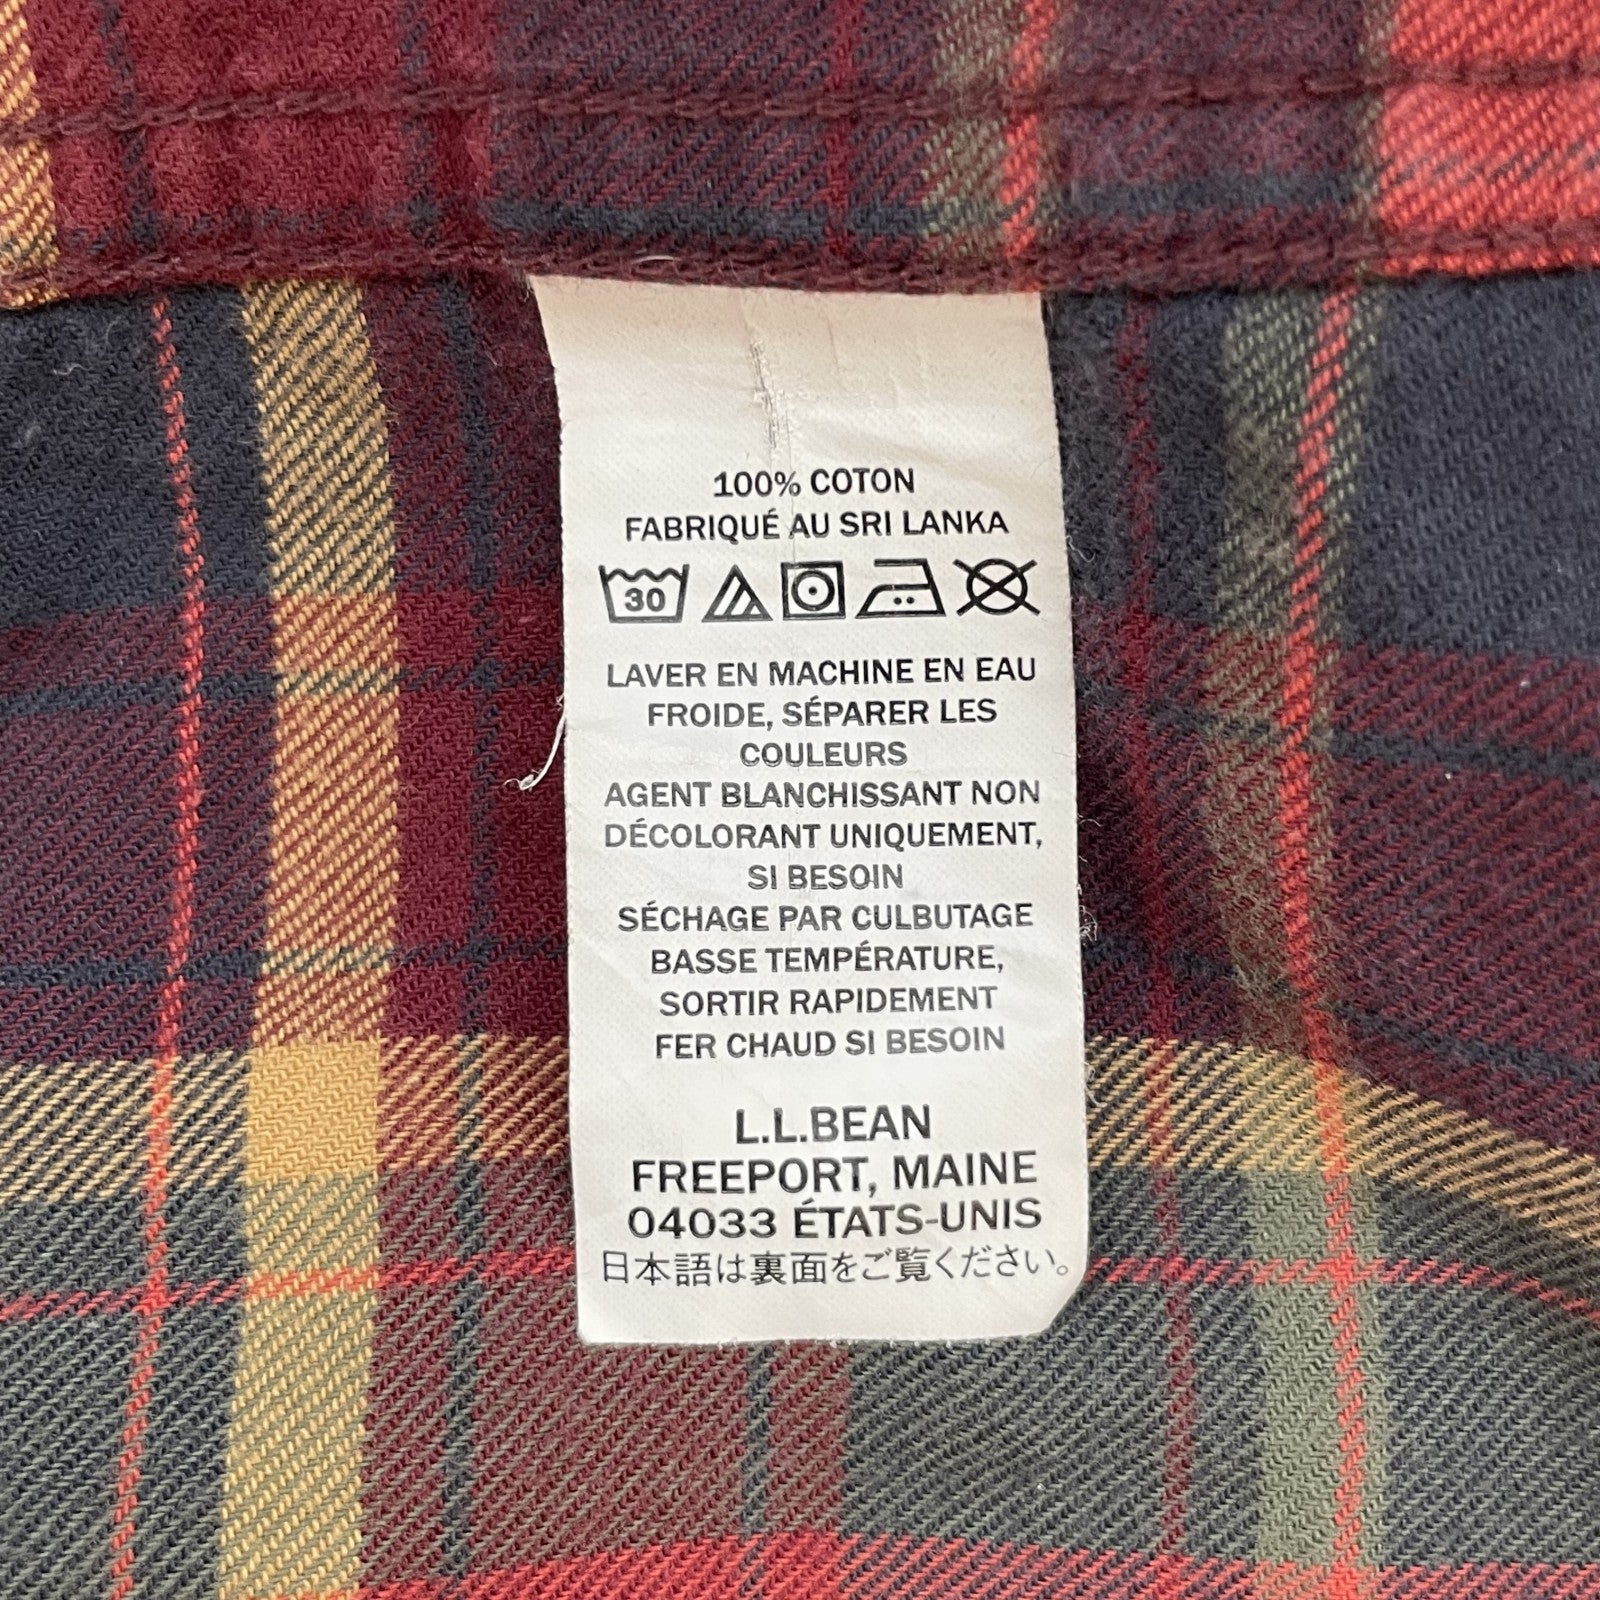 100% COTON
FABRIQUÉ AU SRI LANKA
30
LAVER EN MACHINE EN EAU
FROIDE, SÉPARER LES
COULEURS
AGENT BLANCHISSANT NON
DÉCOLORANT UNIQUEMENT,
SI BESOIN
SÉCHAGE PAR CULBUTAGE
BASSE TEMPÉRATURE,
SORTIR RAPIDEMENT
FER CHAUD SI BESOIN
L.L.BEAN
FREEPORT, MAINE
04033 ÉTATS-UNIS
日本語は裏面をご覧ください。